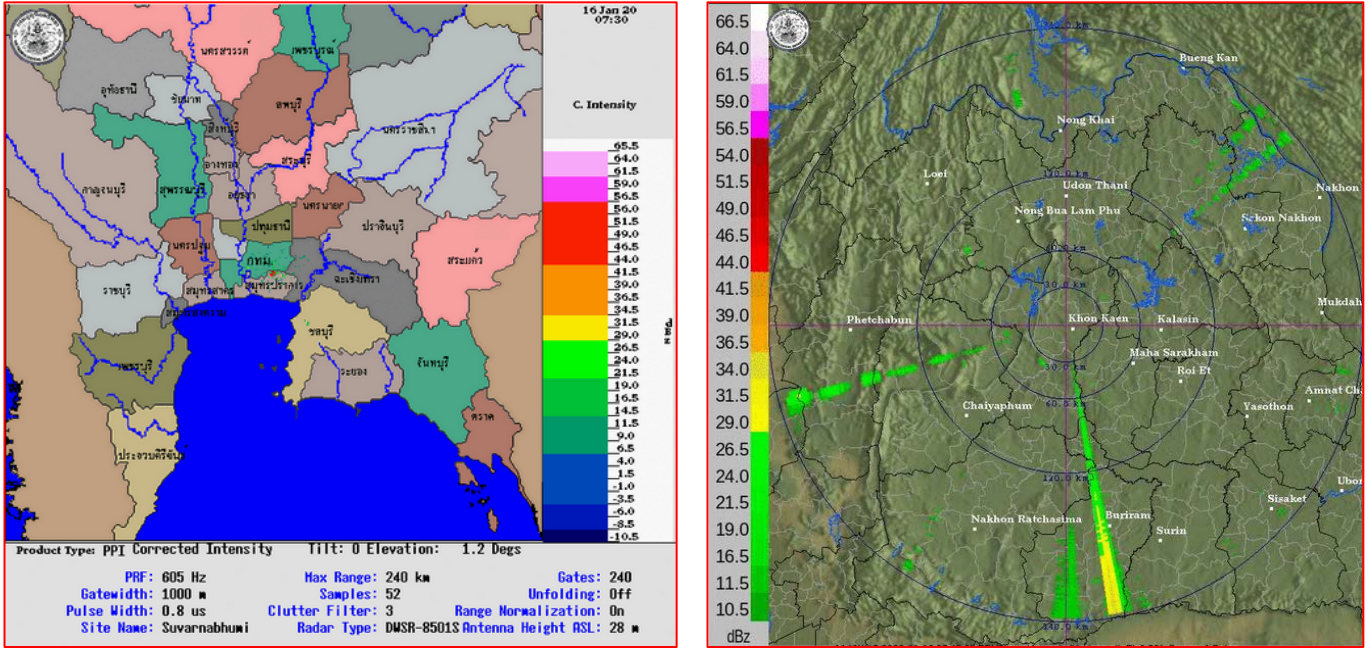 16 Jan 20
07:30
นครสวรรค์
เพชรบูรณ์
อุทัยธานี
ชัยนาท
ลพบุรี
C. Intensity
สิงหบุรี
นครราชสีมา
อ่างทอง
สระบุรี
กาญจนบุรี
สุพรรณบุรี
อยุธยา
นครนายก
ปทุมธานี
ปราจีนบุรี
นครปฐม
กทม.
สระแก้ว
ราชบุรี
สมุทรสาคร
สมุทรปราการ
ฉะเชิงเทรา
สมุทรสงคราม
ชลบุรี
เพชรบุรี
ระยอง
จันทบุรี
ตราด
ประจวบคีรีขันธ์
65.5
64.0
61.5
59.0
56.5
56.0
51.5
49.0
46.5
44.0
41.5
39.0
36.5
34.5
31.5
29.0
26.5
24.0
21.5
19.0
16.5
14.5
11.5
9.0
6.0
4.0
1.5
-1.0
-3.5
-6.0
-8.5
-10.5
Product Type: PPI Corrected Intensity Tilt: 0 Elevation: 1.2 Degs
PRF: 605 Hz Max Range: 240 km Gates: 240
Gatewidth: 1000 m Samples: 52 Unfolding: Off
Pulse Width: 0.8 us Clutter Filter: 3 Range Normalization: On
Site Name: Suvarnabhumi Radar Type: DWSR-8501S Antenna Height ASL: 28 m
66.5
64.0
61.5
59.0
56.5
54.0
51.5
49.0
46.5
44.0
41.5
39.0
36.5
34.0
31.5
29.0
26.5
24.0
21.5
19.0
16.5
11.5
10.5
dBz
Bueng Kan
Nong Khai
Loei
Udon Thani
Nakhon
Nong Bua Lam Phu
Sakon Nakhon
60.0 km
30.0 km
Mukdah
Phetchabun
Khon Kaen
Kalasin
Maha Sarakham
30.0 km
Roi Et
Amnat Cha
60.0 km
Chaiyaphum
Yasothon
120.0 km
Ubon
Sisaket
Nakhon Ratchasima
Buriram
Surin